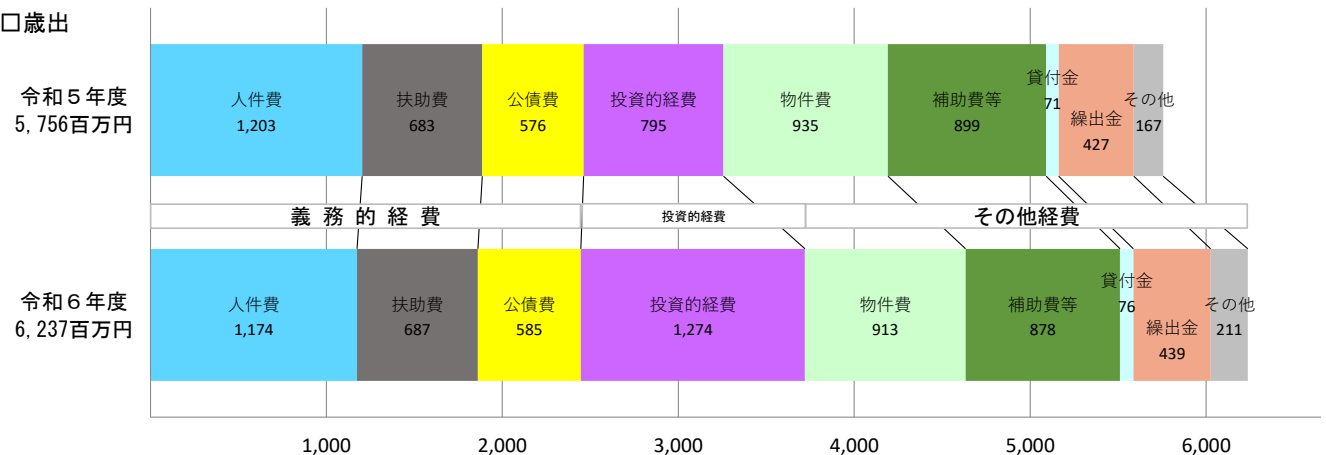 □歳出
令和５年度
5,756百万円
人件費
1,203
扶助費
683
公債費
576
投資的経費
795
物件費
935
補助費等
899
貸付金
71
繰出金
427
その他
167
義務的経費
投資的経費
その他経費
令和６年度
6,237百万円
人件費
1,174
扶助費
687
公債費
585
投資的経費
1,274
物件費
913
補助費等
878
貸付金
76
繰出金
439
その他
211
1,000
2,000
3,000
4,000
5,000
6,000